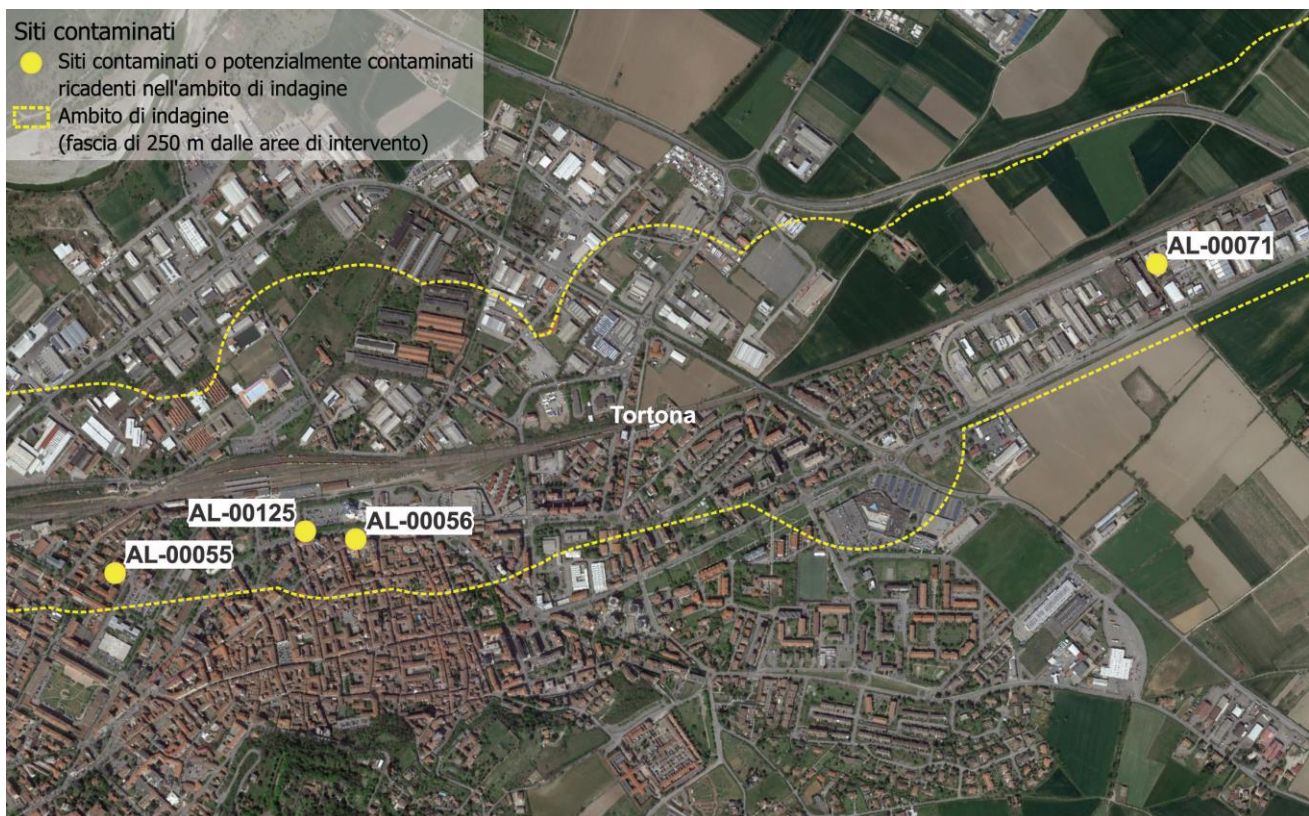 Siti contaminati
Siti contaminati o potenzialmente contaminati
ricadenti nell'ambito di indagine
Ambito di indagine
(fascia di 250 m dalle aree di intervento)
AL-00071
Tortona
AL-00125
AL-00056
AL-00055